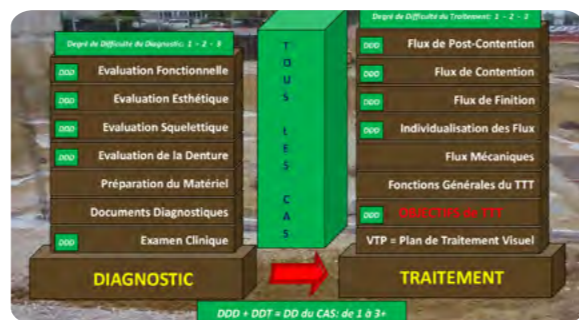 Degré de Difficulté du Diagnostic: 1 - 2 - 3
DDD Evaluation Fonctionnelle
DDD Evaluation Esthétique
DDD Evaluation Squelettique
DDD Evaluation de la Denture
Préparation du Matériel
Documents Diagnostiques
DDD Examen Clinique
DIAGNOSTIC
TOUS LES CAS
Degré de Difficulté du Traitement: 1 - 2 - 3
DDD Flux de Post-Contention
DDD Flux de Contention
DDD Flux de Finition
DDD Individualisation des Flux
Flux Mécaniques
Fonctions Générales du TTT
DDD OBJECTIFS de TTT
VTP = Plan de Traitement Visuel
TRAITEMENT
DDD + DDT = DD du CAS: de 1 à 3+